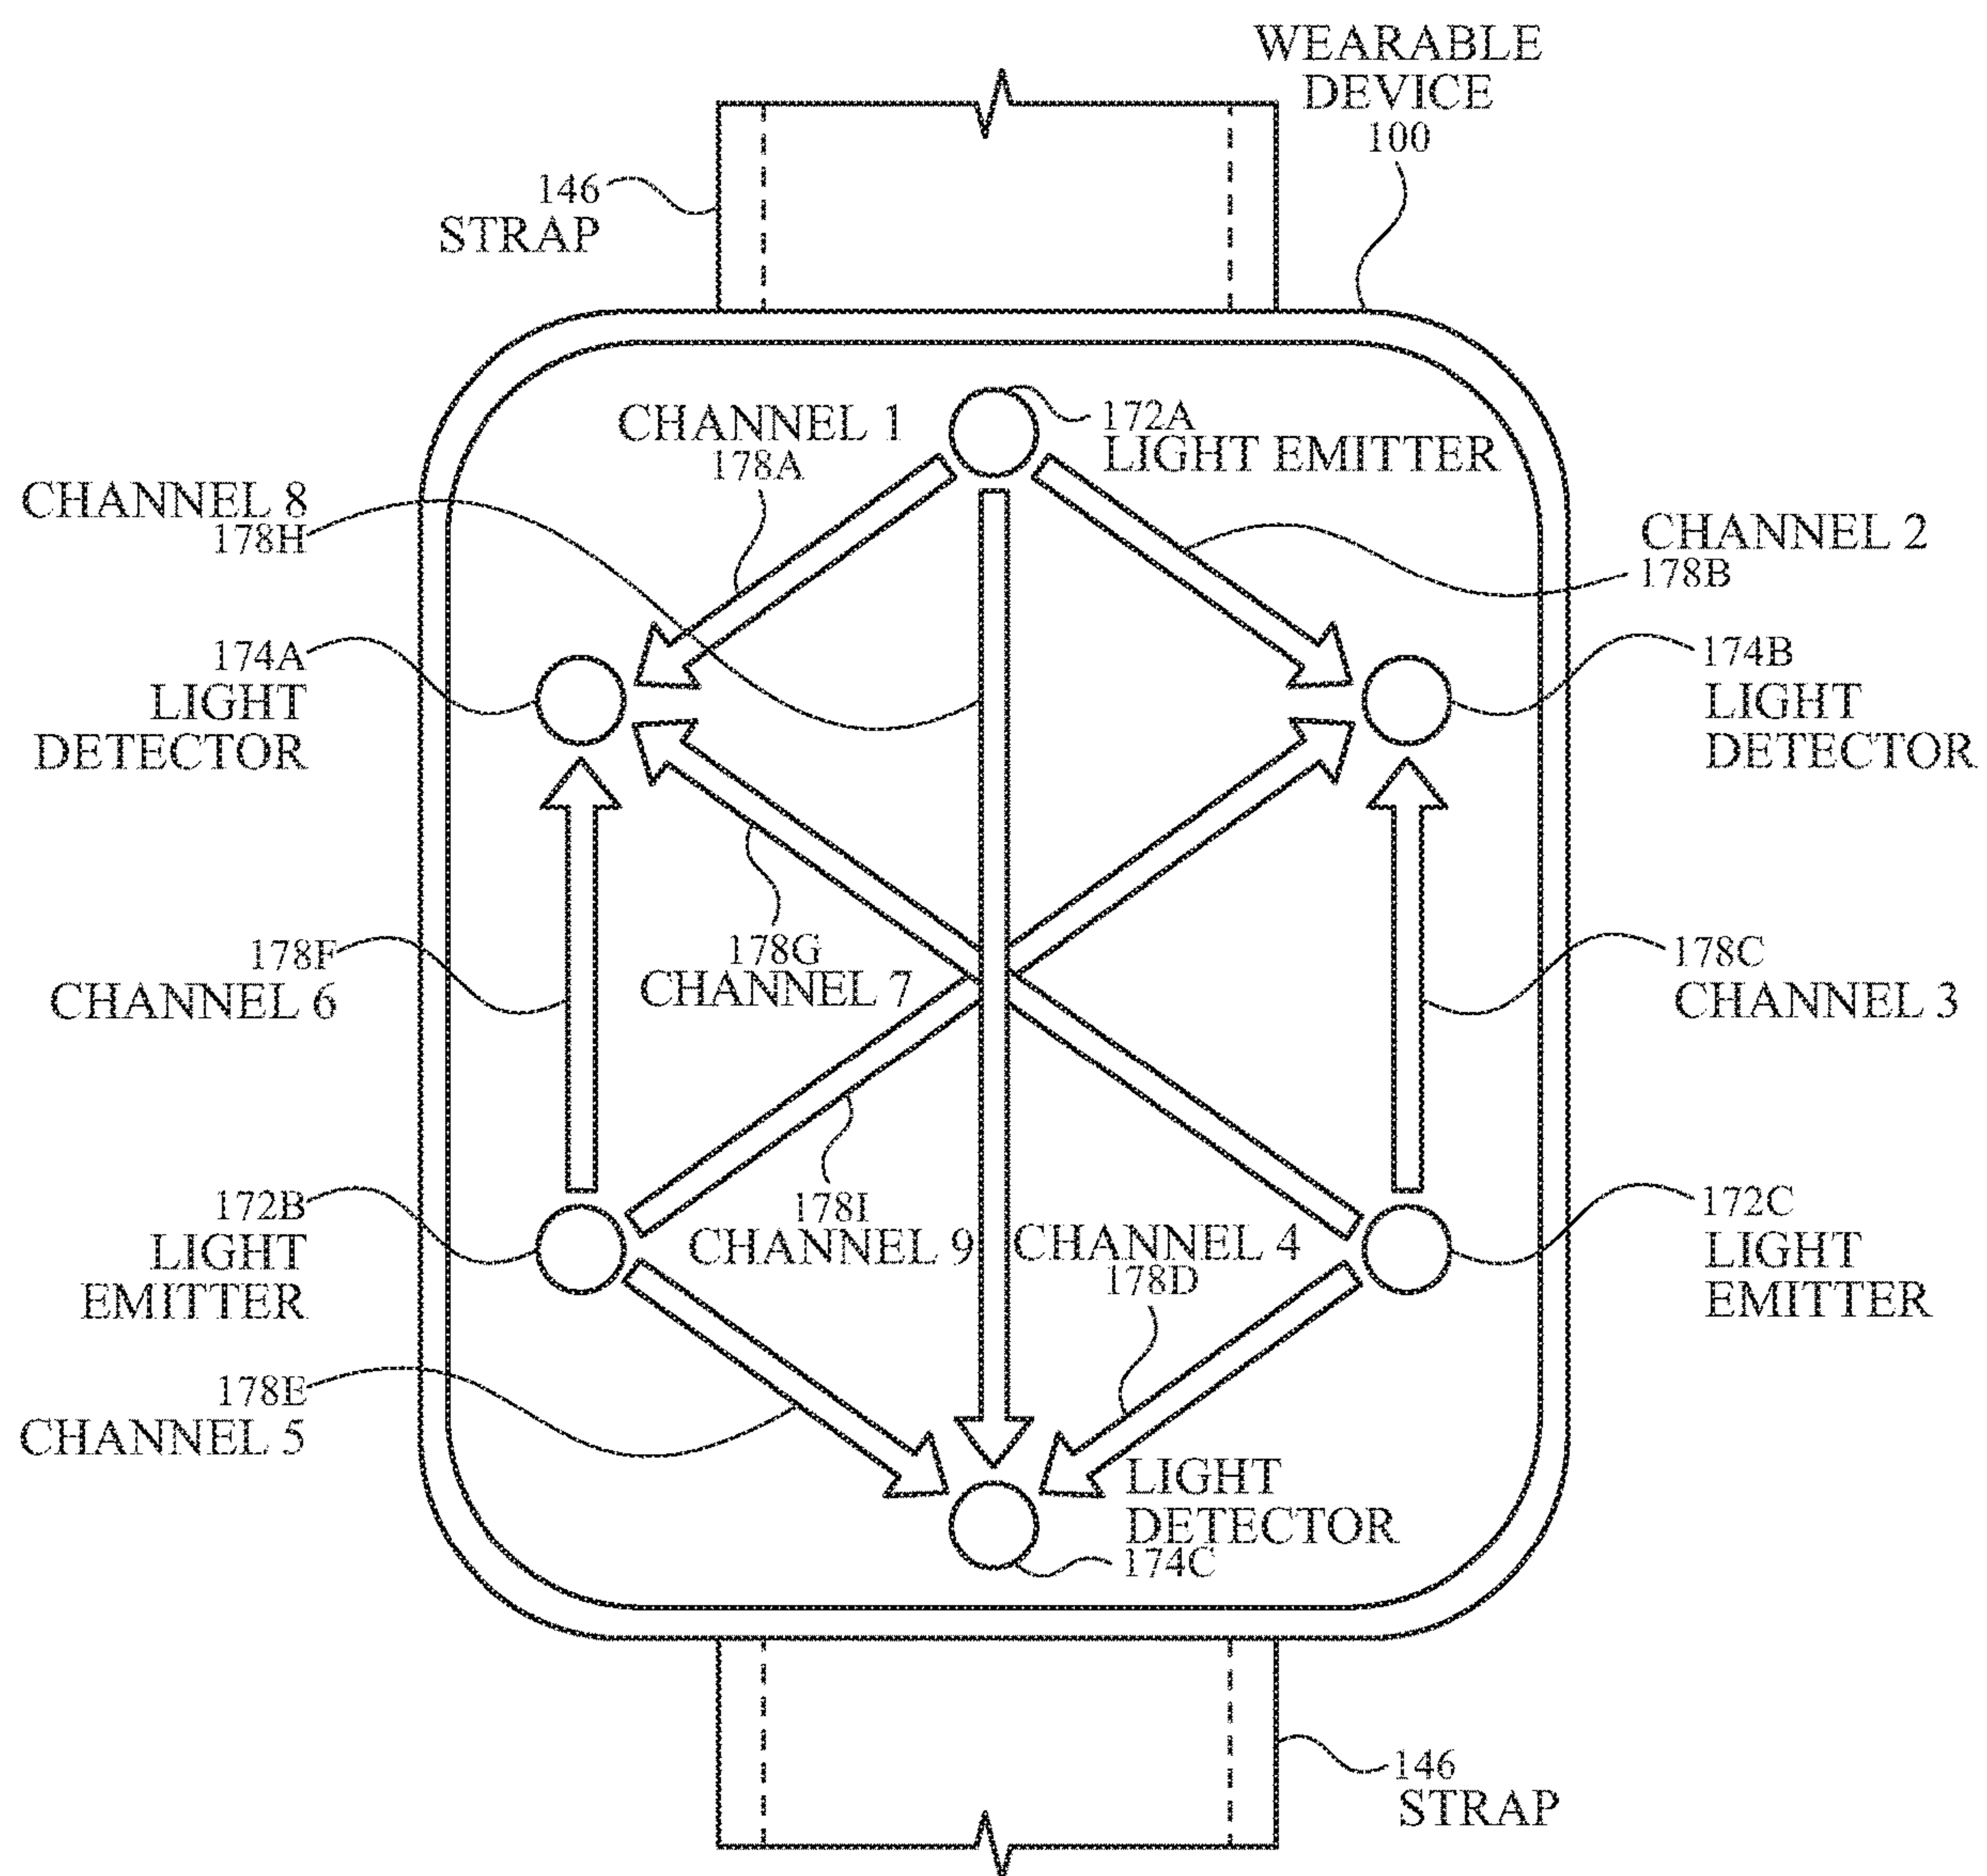 WEARABLE
DEVICE
100
146
STRAP
CHANNEL 1
178A
172A
LIGHT EMITTER
CHANNEL 8
178H
CHANNEL 2
178B
174A
LIGHT
DETECTOR
174B
LIGHT
DETECTOR
178F
CHANNEL 6
178G
CHANNEL 7
178C
CHANNEL 3
172B
LIGHT
EMITTER
178I
CHANNEL 9
CHANNEL 4
178D
172C
LIGHT
EMITTER
178E
CHANNEL 5
LIGHT
DETECTOR
174C
146
STRAP